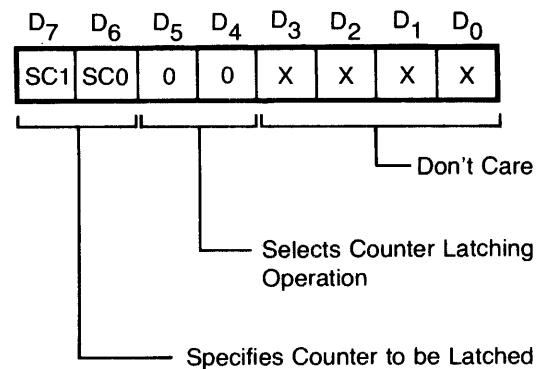 D7 D6 D5 D4 D3 D2 D1 D0
SC1 SC0 0 0 X X X X
Don't Care
Selects Counter Latching
Operation
Specifies Counter to be Latched